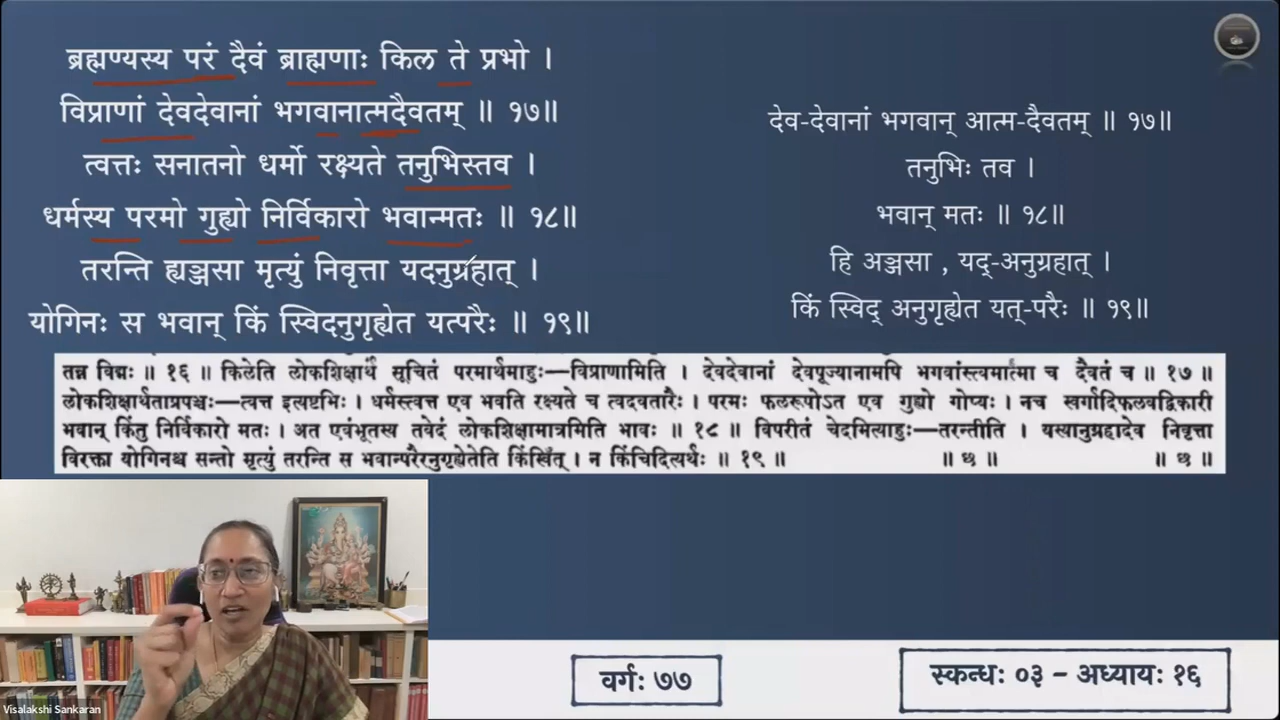 ब्रह्मण्यस्य परं दैवं ब्राह्मणाः किल ते प्रभो ।
विप्राणां देवदेवानां भगवानात्मदैवतम् ॥ १७॥
त्वत्तः सनातनो धर्मो रक्ष्यते तनुभिस्तव ।
धर्मस्य परमो गुह्यो निर्विकारो भवान्मतः ॥ १८॥
तरन्ति ह्यञ्जसा मृत्युं निवृत्ता यदनुग्रहात् ।
योगिनः स भवान् किं स्विदनुगृह्येत यत्परैः ॥ १९॥
देव-देवानां भगवान् आत्म-दैवतम् ॥ १७॥
तनुभिः तव ।
भवान् मतः ॥ १८॥
हि अञ्जसा , यद्-अनुग्रहात् ।
किं स्विद् अनुगृह्येत यत्-परैः ॥ १९॥
तन्न विद्मः ॥ १६ ॥ किलेति लोकशिक्षार्थं सूचितं परमार्थमाहुः—विप्राणामिति । देवदेवानां देवपूज्यानामपि भगवांस्त्वमात्मा च दैवतं च ॥ १७ ॥
लोकशिक्षार्थताप्रपञ्चः—त्वत्त इत्यष्टभिः । धर्मस्त्वत्त एव भवति रक्ष्यते च त्वदवतारैः । परमः फलरूपोऽत एव गुह्यो गोप्यः । नच स्वर्गादिफलवद्विकारी
भवान् किंतु निर्विकारो मतः । अत एवंभूतस्य तवेदं लोकशिक्षामात्रमिति भावः ॥ १८ ॥ विपरीतं चेदमित्याहुः—तरन्तीति । यस्यानुग्रहादेव निवृत्ता
विरक्ता योगिनश्च सन्तो मृत्युं तरन्ति स भवान्परैरनुगृह्येतेति किंस्वित् । न किंचिदित्यर्थः ॥ १९ ॥ ॥ छ ॥ ॥ छ ॥
Visalakshi Sankaran
वर्गः ७७
स्कन्धः ०३ – अध्यायः १६